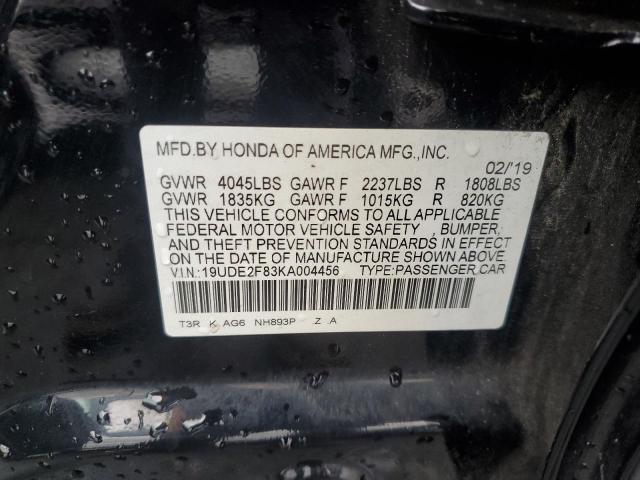 MFD.BY HONDA OF AMERICA MFG.,INC.
02/'19
GVWR 4045LBS GAWR F 2237LBS R 1808LBS
GVWR 1835KG GAWR F 1015KG R 820KG
THIS VEHICLE CONFORMS TO ALL APPLICABLE
FEDERAL MOTOR VEHICLE SAFETY , BUMPER,
AND THEFT PREVENTION STANDARDS IN EFFECT
ON THE DATE OF MANUFACTURE SHOWN ABOVE.
V.I.N.:19UDE2F83KA004456 TYPE:PASSENGER CAR
T3R K AG6 NH893P Z A